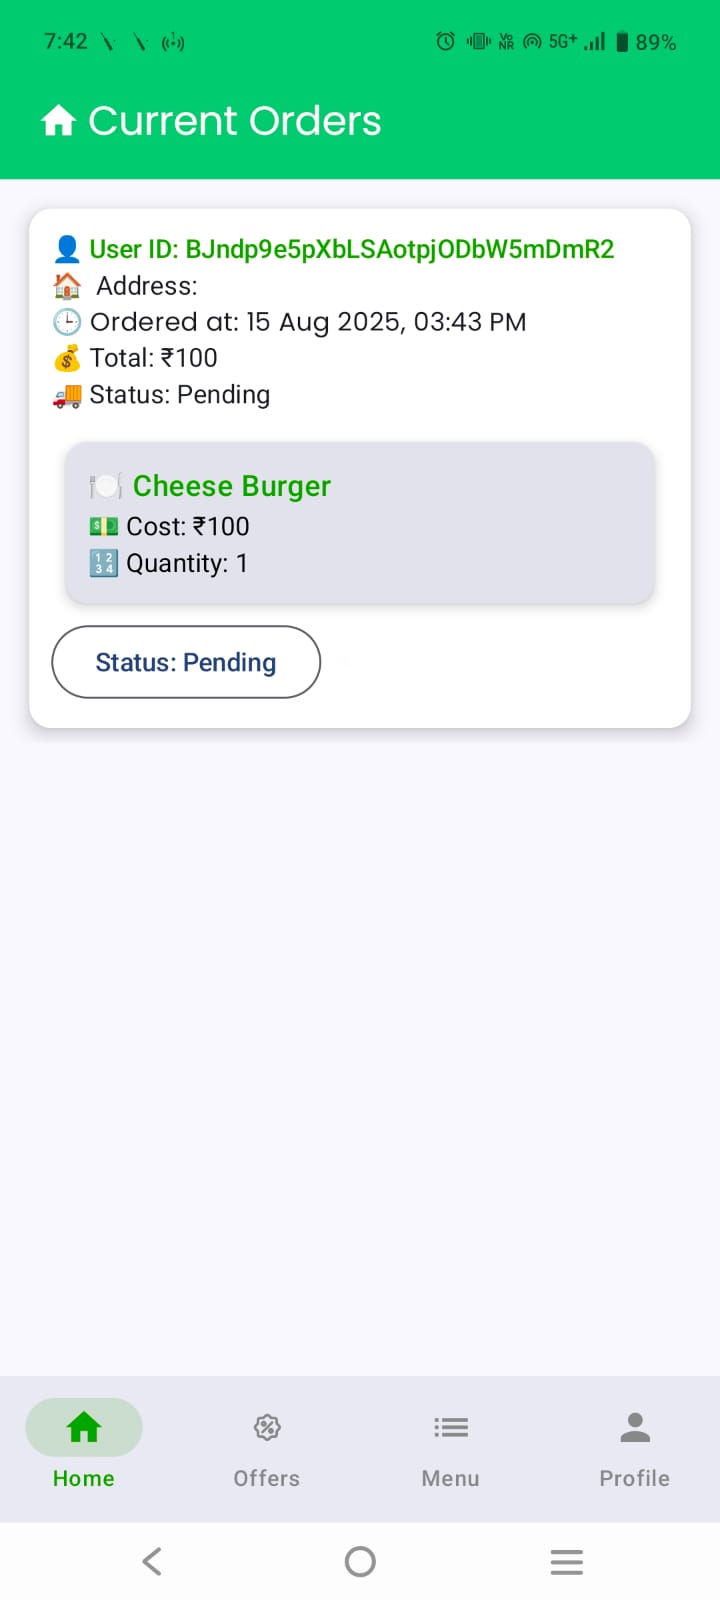 7:42 5G+ 89%
Current Orders
User ID: BJndp9e5pXbLSAotpjODbW5mDmR2
Address:
Ordered at: 15 Aug 2025, 03:43 PM
Total: ₹100
Status: Pending
Cheese Burger
Cost: ₹100
Quantity: 1
Status: Pending
Home Offers Menu Profile